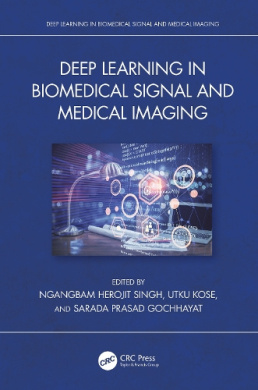 DEEP LEARNING IN BIOMEDICAL SIGNAL AND MEDICAL IMAGING
DEEP LEARNING IN
BIOMEDICAL SIGNAL AND
MEDICAL IMAGING
EDITED BY
NGANGBAM HEROJIT SINGH, UTKU KOSE,
AND SARADA PRASAD GOCHHAYAT
CRC Press
Taylor & Francis Group